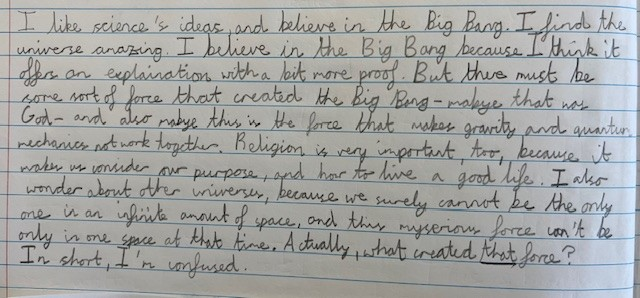 I like science's ideas, and believe in the Big Bang. I find the
universe amazing. I believe in the Big Bang because I think it
offers an explaination with a bit more proof. But there must be
some sort of force that created the Big Bang - mabye that was
God - and also mabye this is the force that makes gravity and quantum
mechanics not work together. Religion is very important, too, because it
makes us consider our purpose, and how to live a good life. I also
wonder about other universes, because we surely cannot be the only
one in an infinite amount of space, and this myserious force can't be
only in one space at that time. Actually, what created that force?
In short, I'm confused.